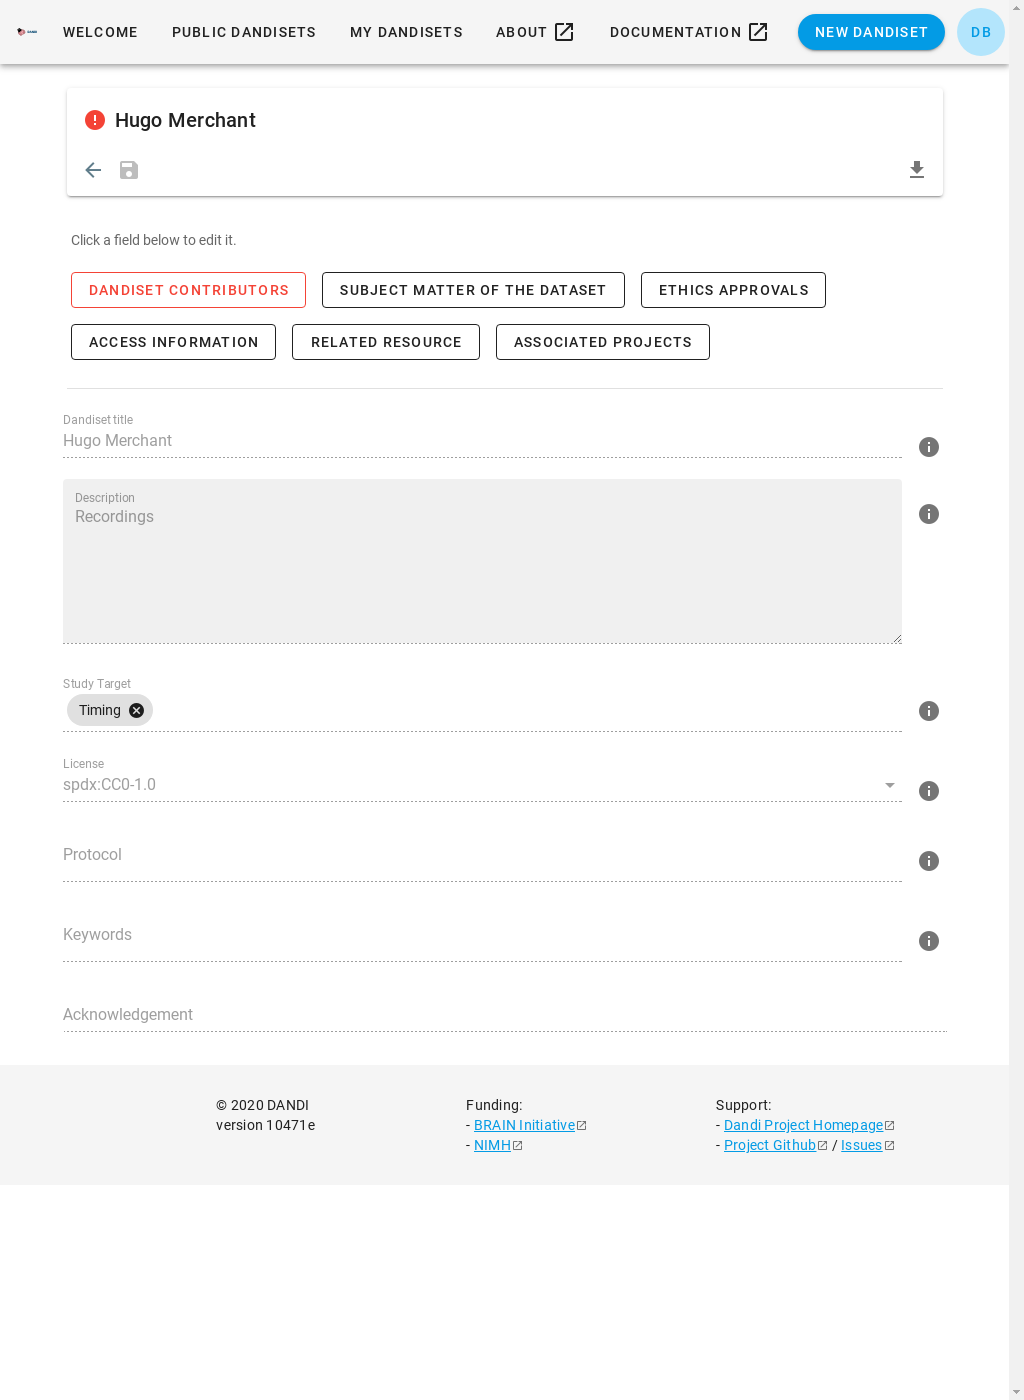 WELCOME PUBLIC DANDISETS MY DANDISETS ABOUT DOCUMENTATION NEW DANDISET DB
Hugo Merchant
Click a field below to edit it.
DANDISET CONTRIBUTORS SUBJECT MATTER OF THE DATASET ETHICS APPROVALS
ACCESS INFORMATION RELATED RESOURCE ASSOCIATED PROJECTS
Dandiset title
Hugo Merchant
Description
Recordings
Study Target
Timing
License
spdx:CC0-1.0
Protocol
Keywords
Acknowledgement
© 2020 DANDI
version 10471e
Funding:
- BRAIN Initiative
- NIMH
Support:
- Dandi Project Homepage
- Project Github / Issues